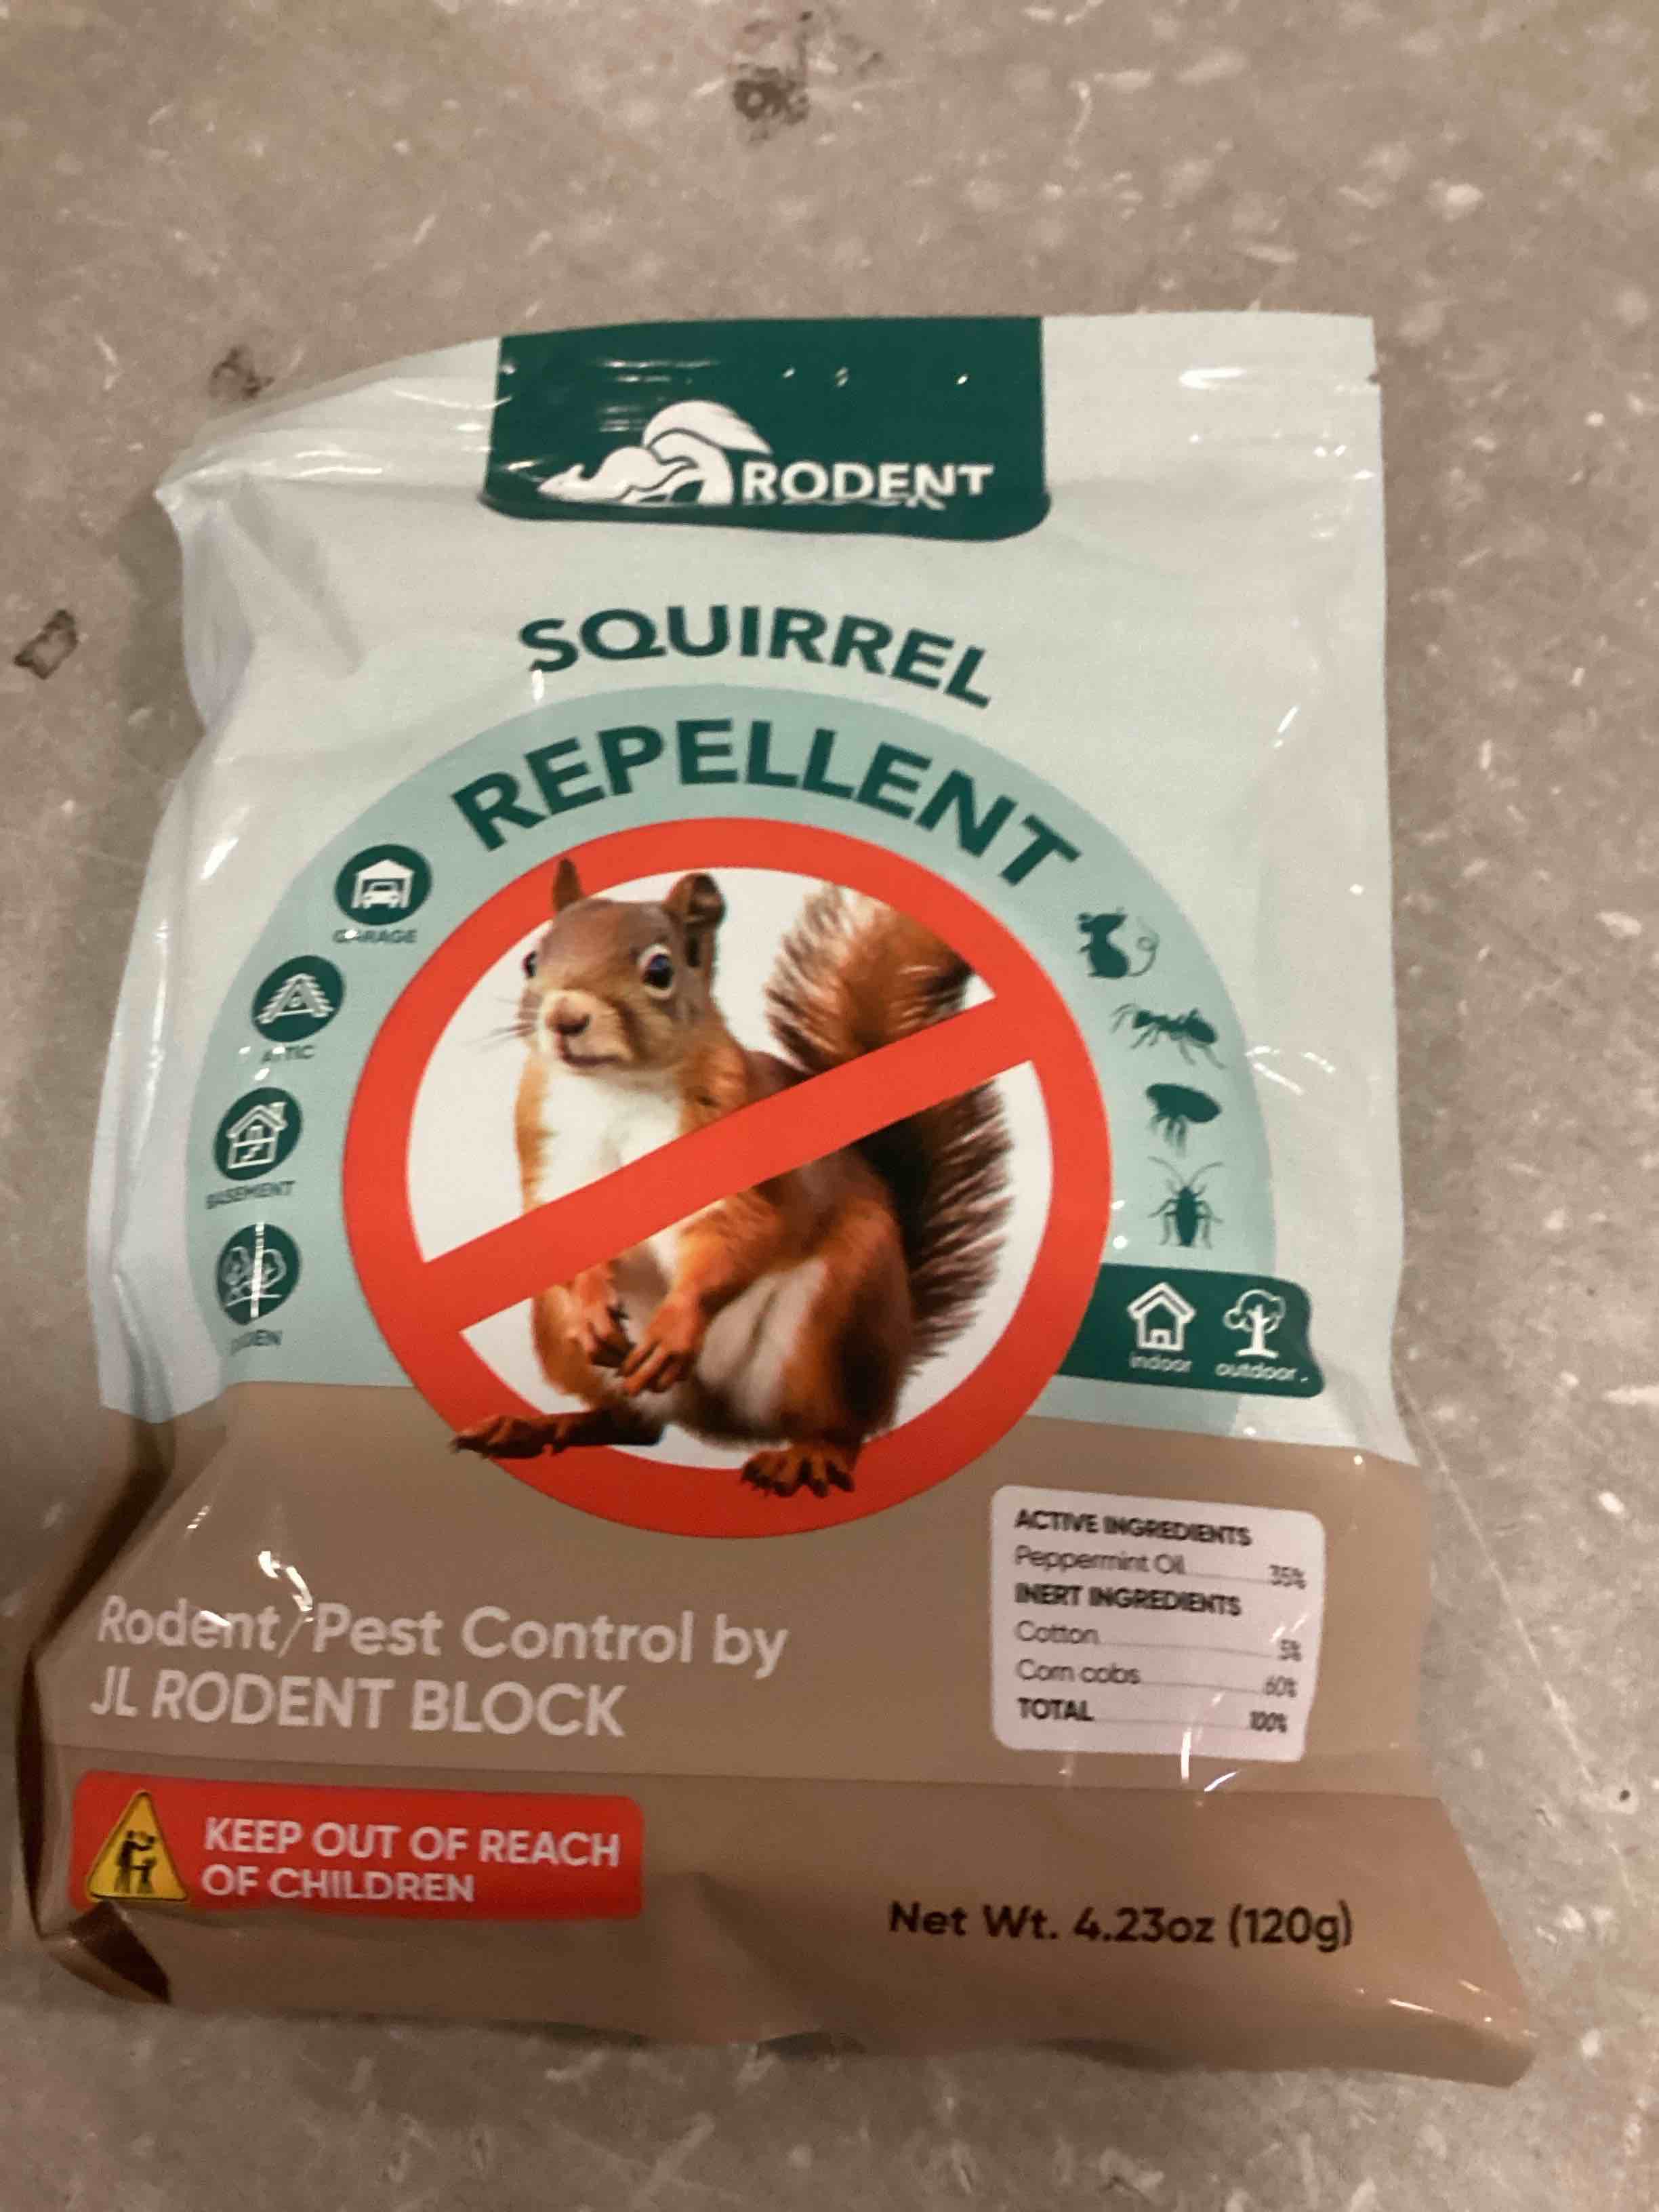 RODENT
SQUIRREL
REPELLENT
GARAGE
ATTIC
BASEMENT
indoor outdoor
ACTIVE INGREDIENTS
Peppermint Oil 35%
INERT INGREDIENTS
Cotton 5%
Corn cobs 60%
TOTAL 100%
Rodent/Pest Control by
JL RODENT BLOCK
KEEP OUT OF REACH
OF CHILDREN
Net Wt. 4.23oz (120g)